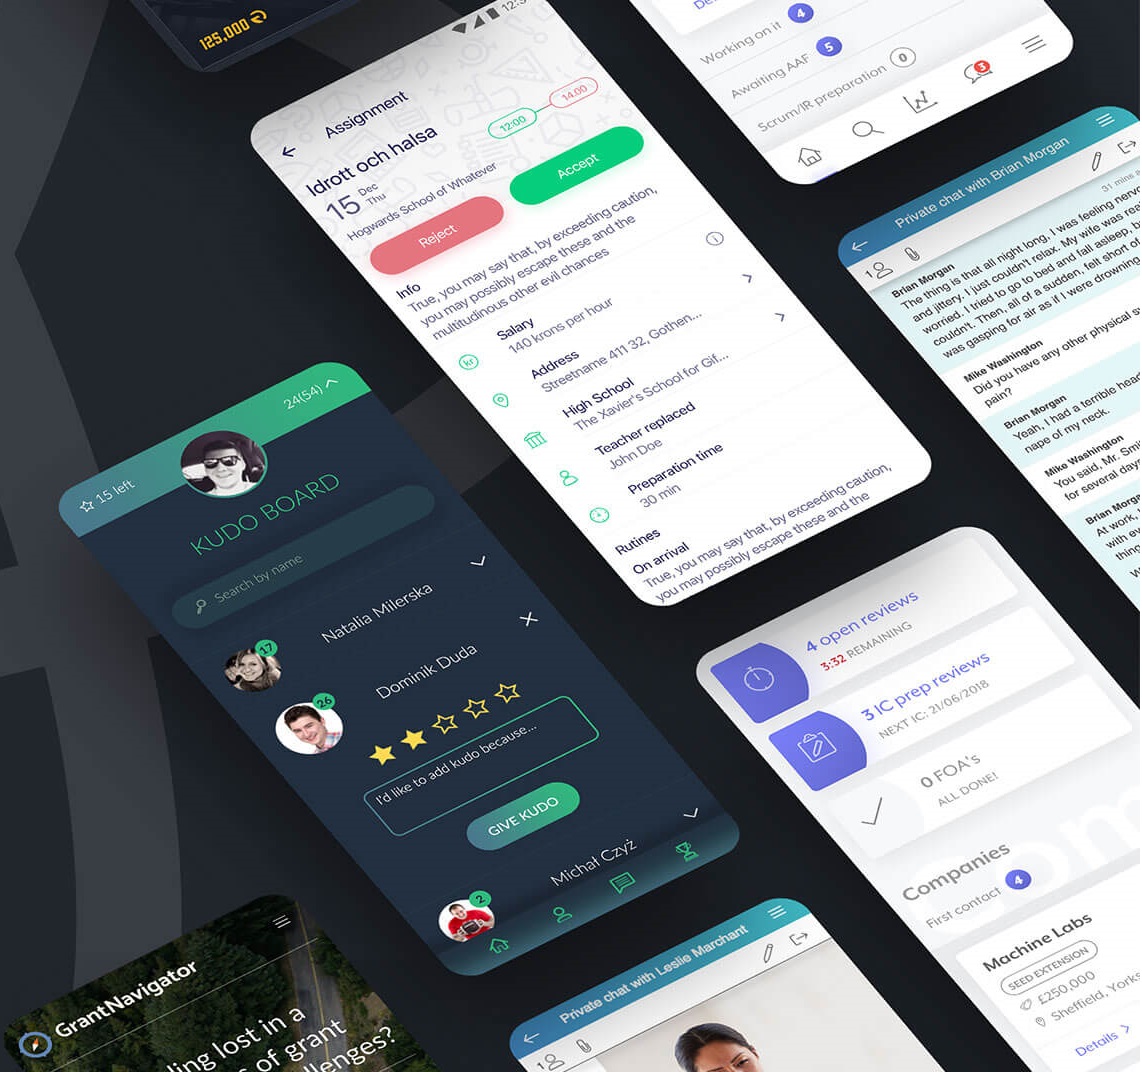 125,000
12:3
Assignment
Idrott och halsa
12:00
14.00
15
Dec
Thu
Hogwards School of Whatever
Reject
Accept
Info
True, you may say that, by exceeding caution,
you may possibly escape these and the
multitudinous other evil chances
Salary
140 krons per hour
Address
Streetname 411 32, Gothen...
High School
The Xavier's School for Gif...
Teacher replaced
John Doe
Preparation time
30 min
Rutines
On arrival
True, you may say that, by exceeding caution,
you may possibly escape these and the
Working on it
4
Awaiting AAF
5
Scrum/IR preparation
0
3
Private chat with Brian Morgan
1
31 mins a
Brian Morgan
The thing is that all night long, I was feeling nervo
and jittery. I just couldn't relax. My wife was rea
worried. I tried to go to bed and fall asleep, b
couldnt. Then, all of a sudden, felt short of
was gasping for air as if I were drowning
Mike Washington
Did you have any other physical s
pain?
Brian Morgan
Yeah, I had a terrible head
nape of my neck.
Mike Washington
You said, Mr. Smi
for several days
Brian Morga
At work,
with ev
thing
15 left
24(54)
KUDO BOARD
Search by name
17
Natalia Milerska
26
Dominik Duda
I'd like to add kudo because...
GIVE KUDO
2
Michał Czyż
4 open reviews
3:32 REMAINING
3 IC prep reviews
NEXT IC: 21/06/2018
0 FOA's
ALL DONE!
Companies
First contact
4
Machine Labs
SEED EXTENSION
£250,000
Sheffield, Yorks
Details
GrantNavigator
ling lost in a
s of grant
llenges?
Private chat with Leslie Marchant
1